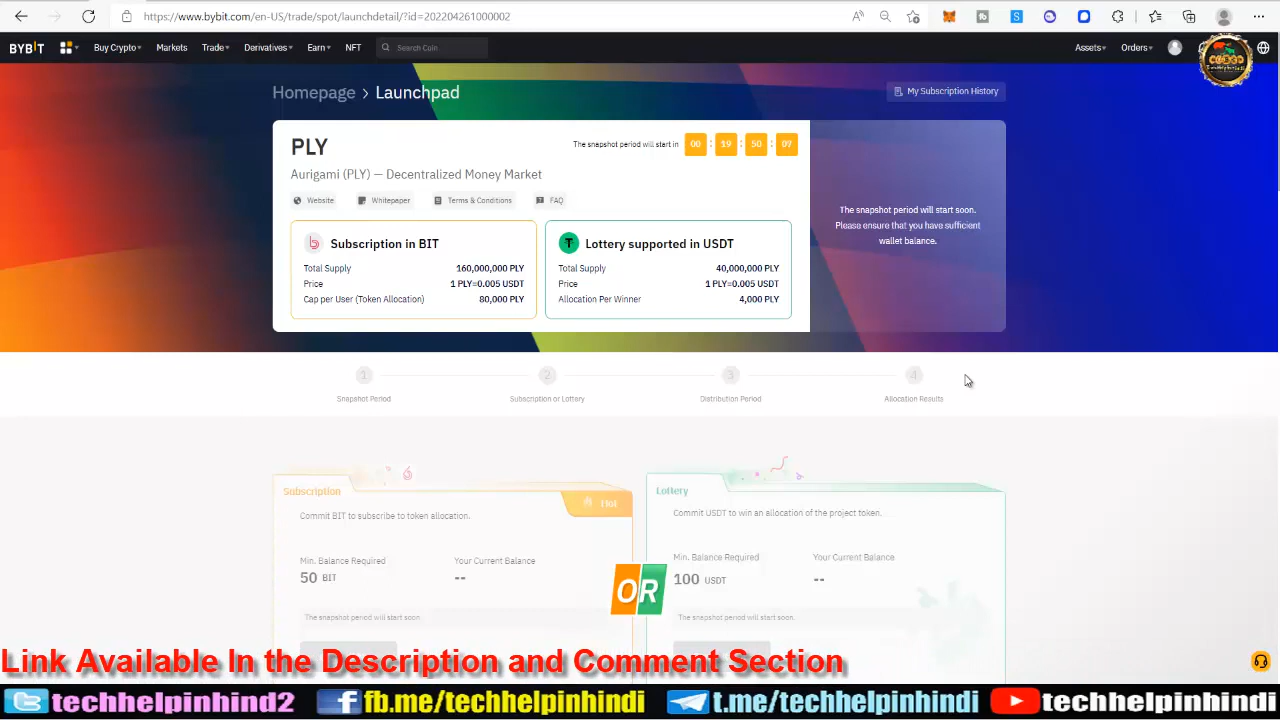 https://www.bybit.com/en-US/trade/spot/launchdetail/?id=202204261000002
BYBIT Buy Crypto Markets Trade Derivatives Earn NFT Search Coin Assets Orders
Homepage > Launchpad
My Subscription History
PLY
The snapshot period will start in 00 : 19 : 50 : 07
Aurigami (PLY) — Decentralized Money Market
Website Whitepaper Terms & Conditions FAQ
The snapshot period will start soon.
Please ensure that you have sufficient
wallet balance.
Subscription in BIT
Total Supply 160,000,000 PLY
Price 1 PLY=0.005 USDT
Cap per User (Token Allocation) 80,000 PLY
Lottery supported in USDT
Total Supply 40,000,000 PLY
Price 1 PLY=0.005 USDT
Allocation Per Winner 4,000 PLY
1 2 3 4
Snapshot Period Subscription or Lottery Distribution Period Allocation Results
Subscription
Hot
Commit BIT to subscribe to token allocation.
Min. Balance Required Your Current Balance
50 BIT --
The snapshot period will start soon
OR
Lottery
Commit USDT to win an allocation of the project token.
Min. Balance Required Your Current Balance
100 USDT --
The snapshot period will start soon.
Link Available In the Description and Comment Section
techhelpinhind2 fb.me/techhelpinhindi t.me/techhelpinhindi techhelpinhindi